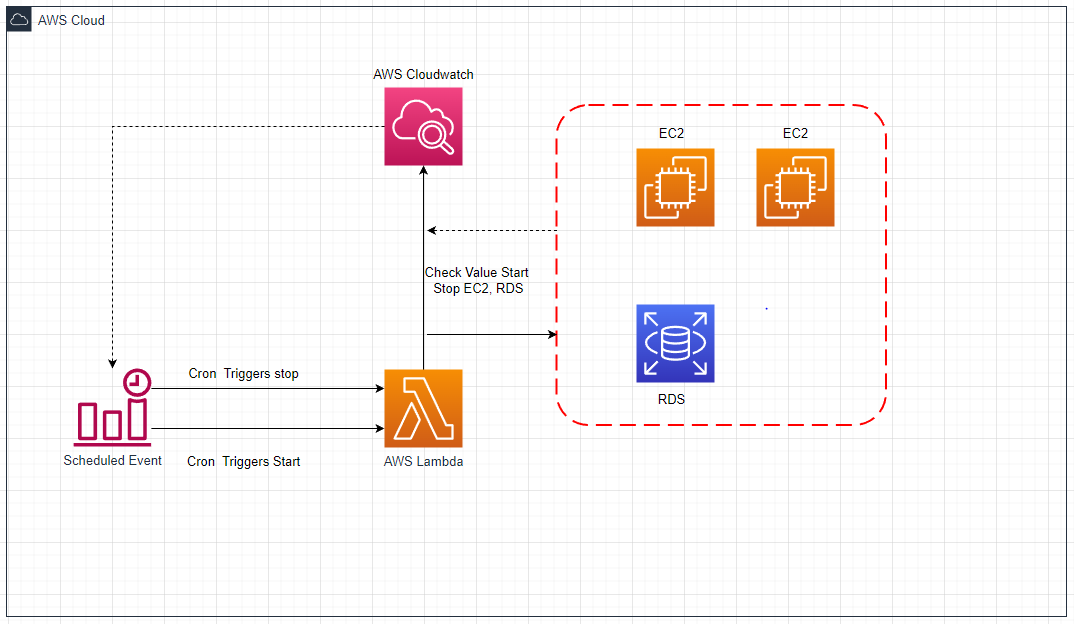 AWS Cloud
AWS Cloudwatch
EC2
EC2
Check Value Start
Stop EC2, RDS
Cron  Triggers stop
RDS
Scheduled Event
Cron  Triggers Start
AWS Lambda